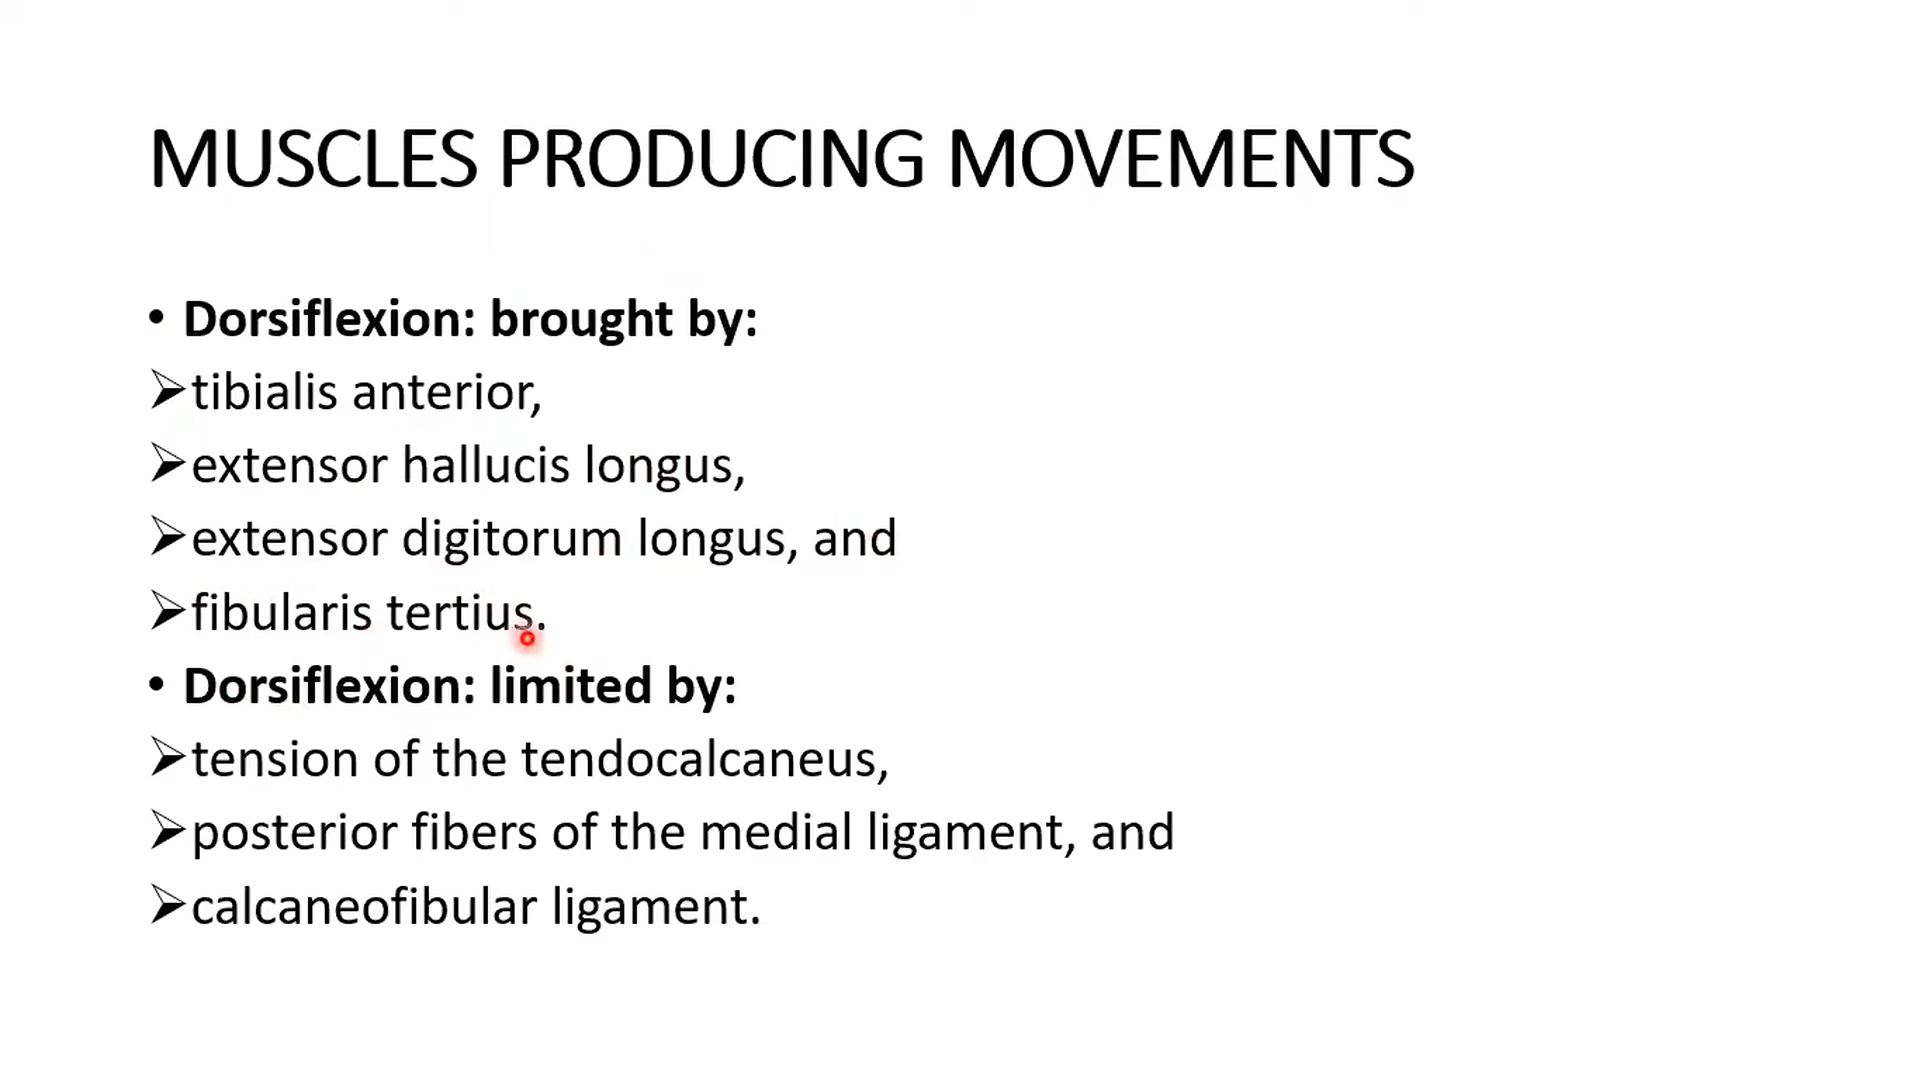 MUSCLES PRODUCING MOVEMENTS
• Dorsiflexion: brought by:
➢tibialis anterior,
➢extensor hallucis longus,
➢extensor digitorum longus, and
➢fibularis tertius.
• Dorsiflexion: limited by:
➢tension of the tendocalcaneus,
➢posterior fibers of the medial ligament, and
➢calcaneofibular ligament.